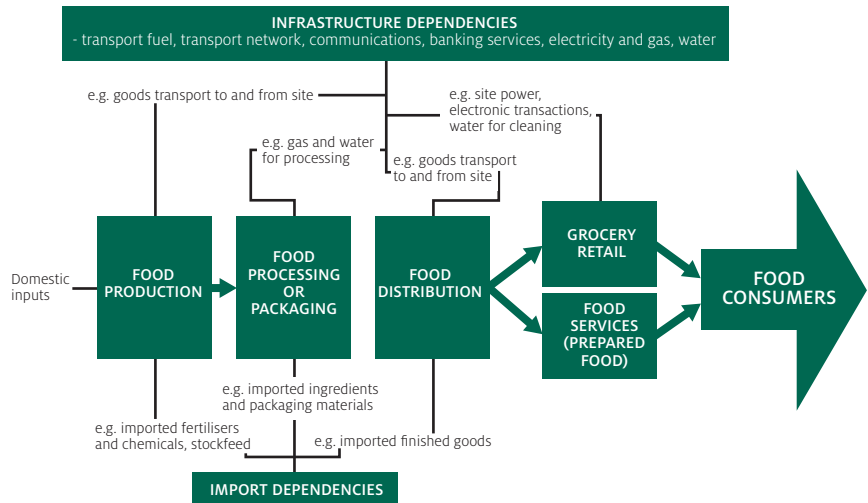 INFRASTRUCTURE DEPENDENCIES
- transport fuel, transport network, communications, banking services, electricity and gas, water
e.g. goods transport to and from site
e.g. site power,
electronic transactions,
water for cleaning
e.g. gas and water
for processing
e.g. goods transport
to and from site
Domestic
inputs
FOOD
PRODUCTION
FOOD
PROCESSING
OR
PACKAGING
FOOD
DISTRIBUTION
GROCERY
RETAIL
FOOD
SERVICES
(PREPARED
FOOD)
FOOD
CONSUMERS
e.g. imported ingredients
and packaging materials
e.g. imported fertilisers
and chemicals, stockfeed
e.g. imported finished goods
IMPORT DEPENDENCIES